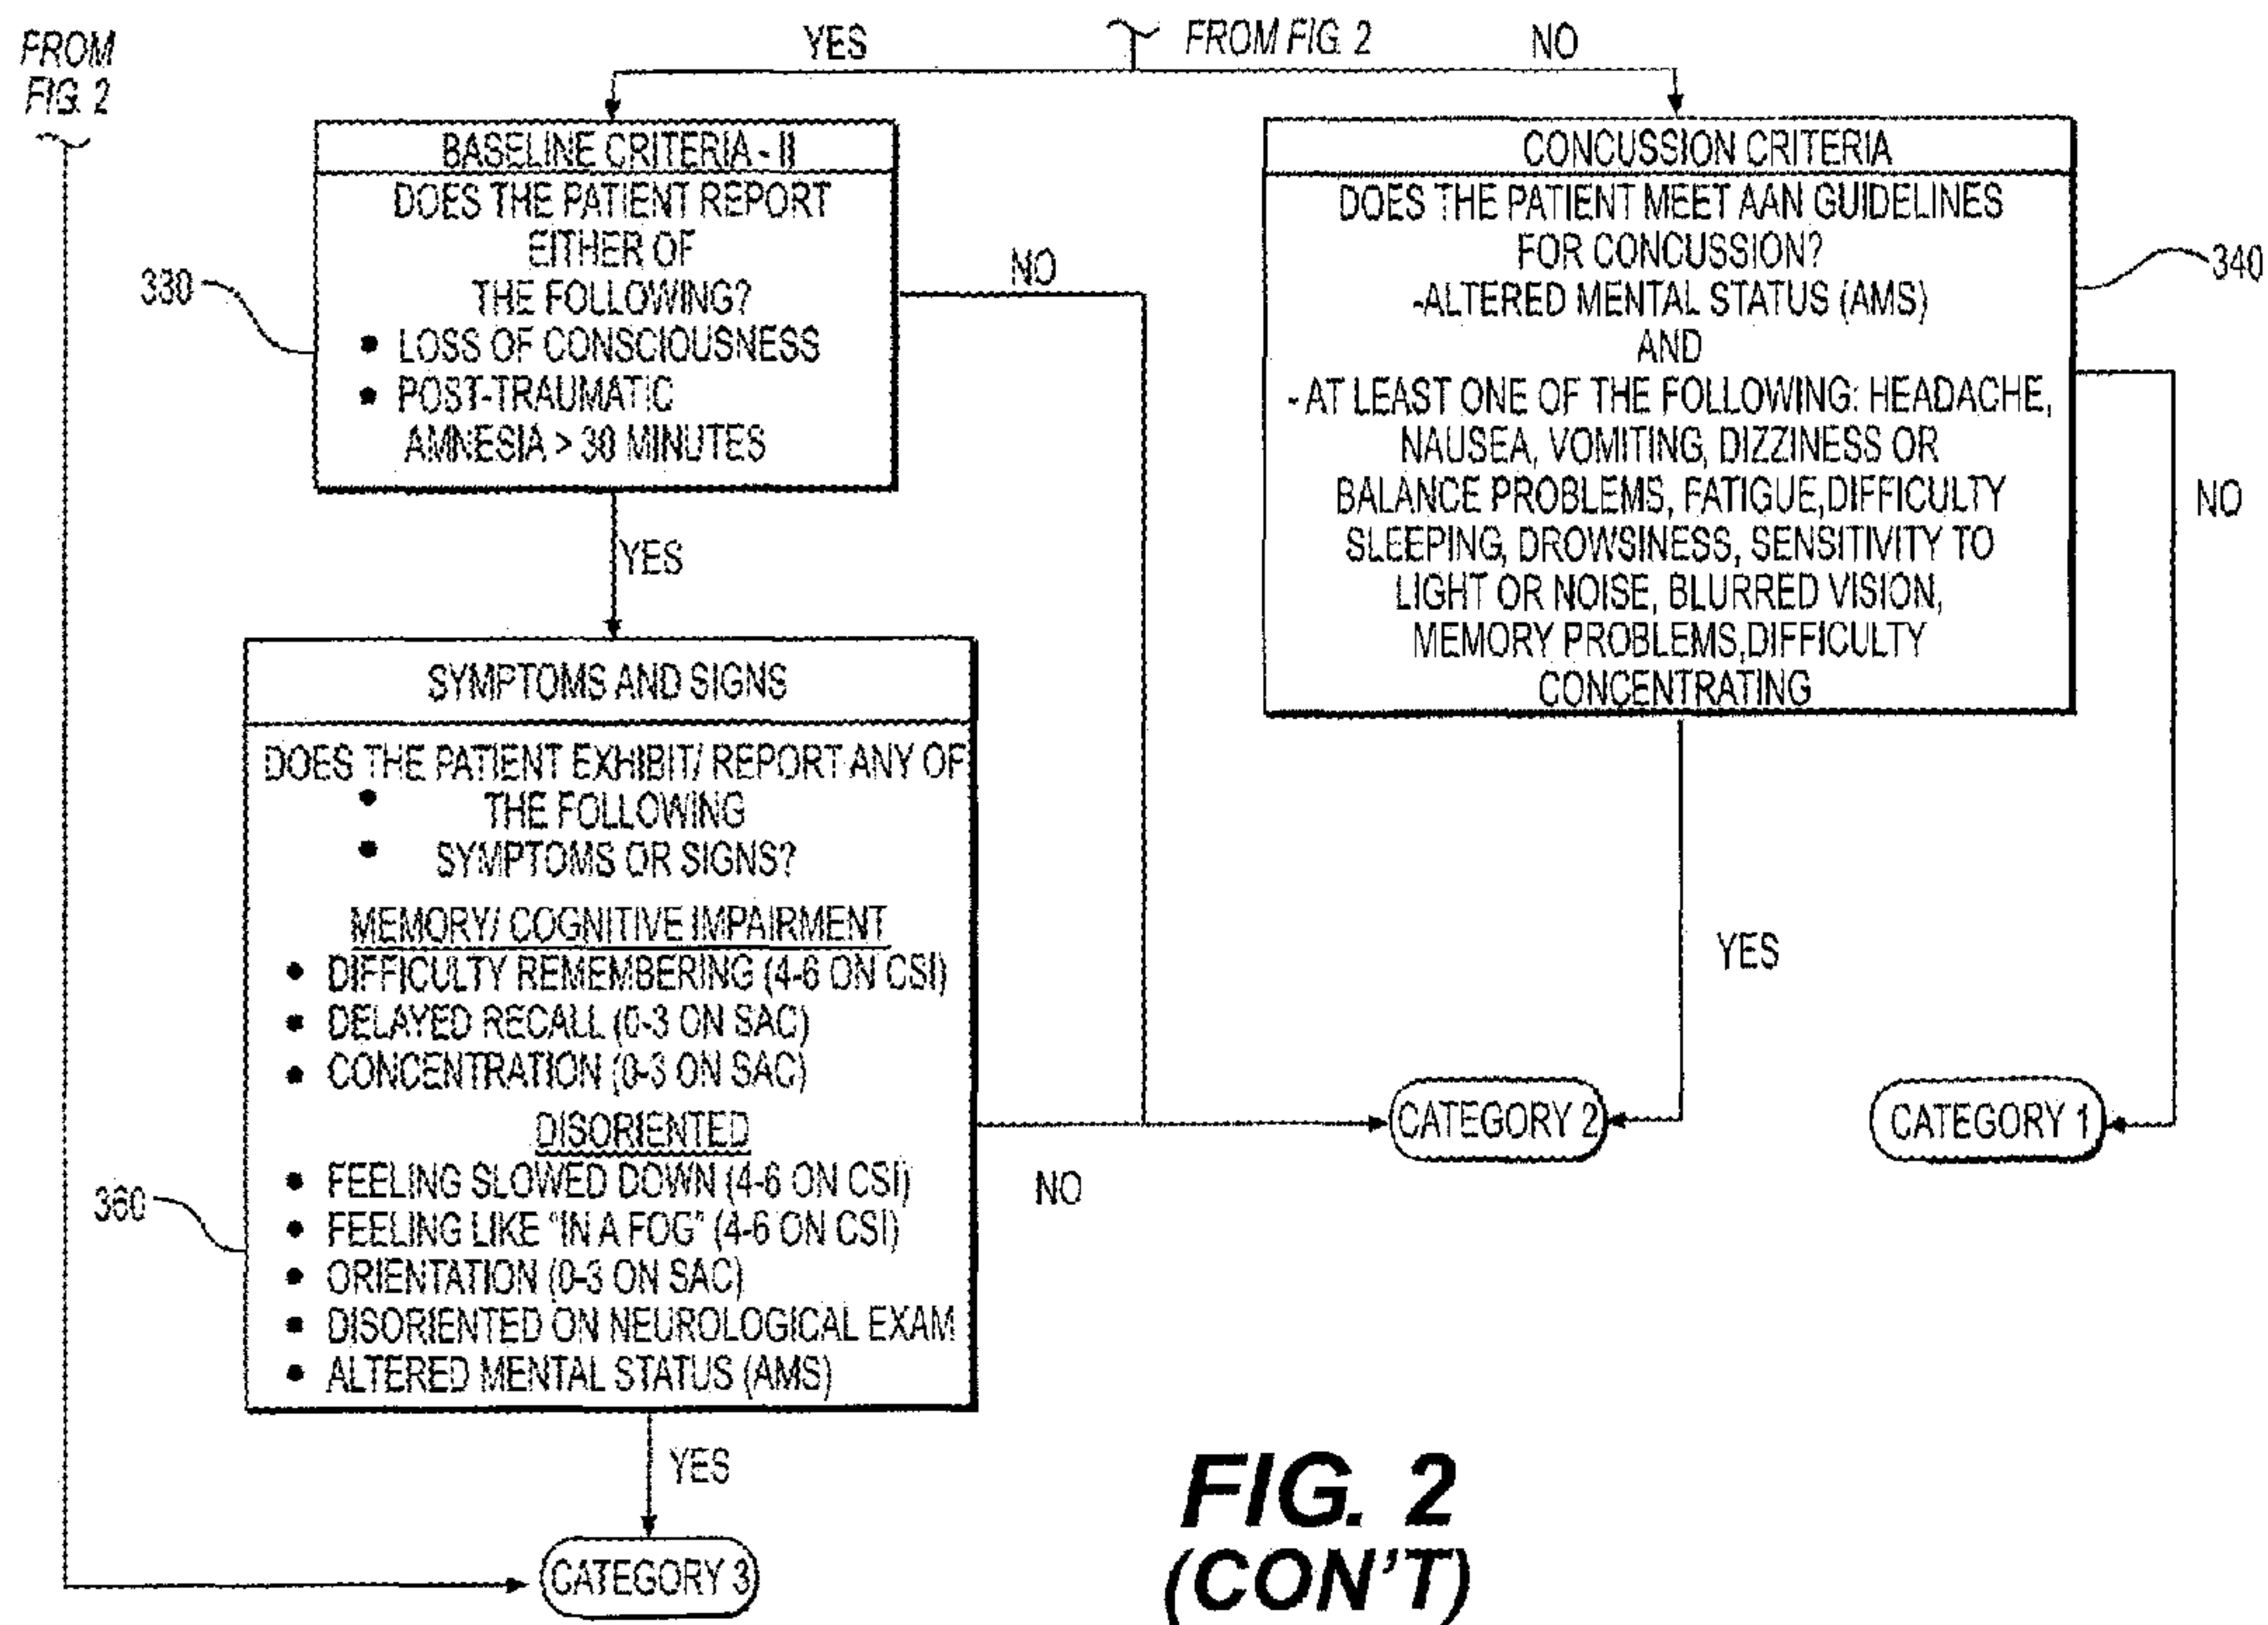 FROM
FIG. 2
YES
FROM FIG. 2
NO
BASELINE CRITERIA - II
DOES THE PATIENT REPORT
EITHER OF
THE FOLLOWING?
• LOSS OF CONSCIOUSNESS
• POST-TRAUMATIC
AMNESIA > 30 MINUTES
330
NO
YES
CONCUSSION CRITERIA
DOES THE PATIENT MEET AAN GUIDELINES
FOR CONCUSSION?
-ALTERED MENTAL STATUS (AMS)
AND
- AT LEAST ONE OF THE FOLLOWING: HEADACHE,
NAUSEA, VOMITING, DIZZINESS OR
BALANCE PROBLEMS, FATIGUE,DIFFICULTY
SLEEPING, DROWSINESS, SENSITIVITY TO
LIGHT OR NOISE, BLURRED VISION,
MEMORY PROBLEMS,DIFFICULTY
CONCENTRATING
340
NO
YES
SYMPTOMS AND SIGNS
DOES THE PATIENT EXHIBIT/ REPORT ANY OF
• THE FOLLOWING
• SYMPTOMS OR SIGNS?
MEMORY/ COGNITIVE IMPAIRMENT
• DIFFICULTY REMEMBERING (4-6 ON CSI)
• DELAYED RECALL (0-3 ON SAC)
• CONCENTRATION (0-3 ON SAC)
DISORIENTED
• FEELING SLOWED DOWN (4-6 ON CSI)
• FEELING LIKE "IN A FOG" (4-6 ON CSI)
• ORIENTATION (0-3 ON SAC)
• DISORIENTED ON NEUROLOGICAL EXAM
• ALTERED MENTAL STATUS (AMS)
360
NO
CATEGORY 2
CATEGORY 1
YES
CATEGORY 3
FIG. 2
(CON'T)